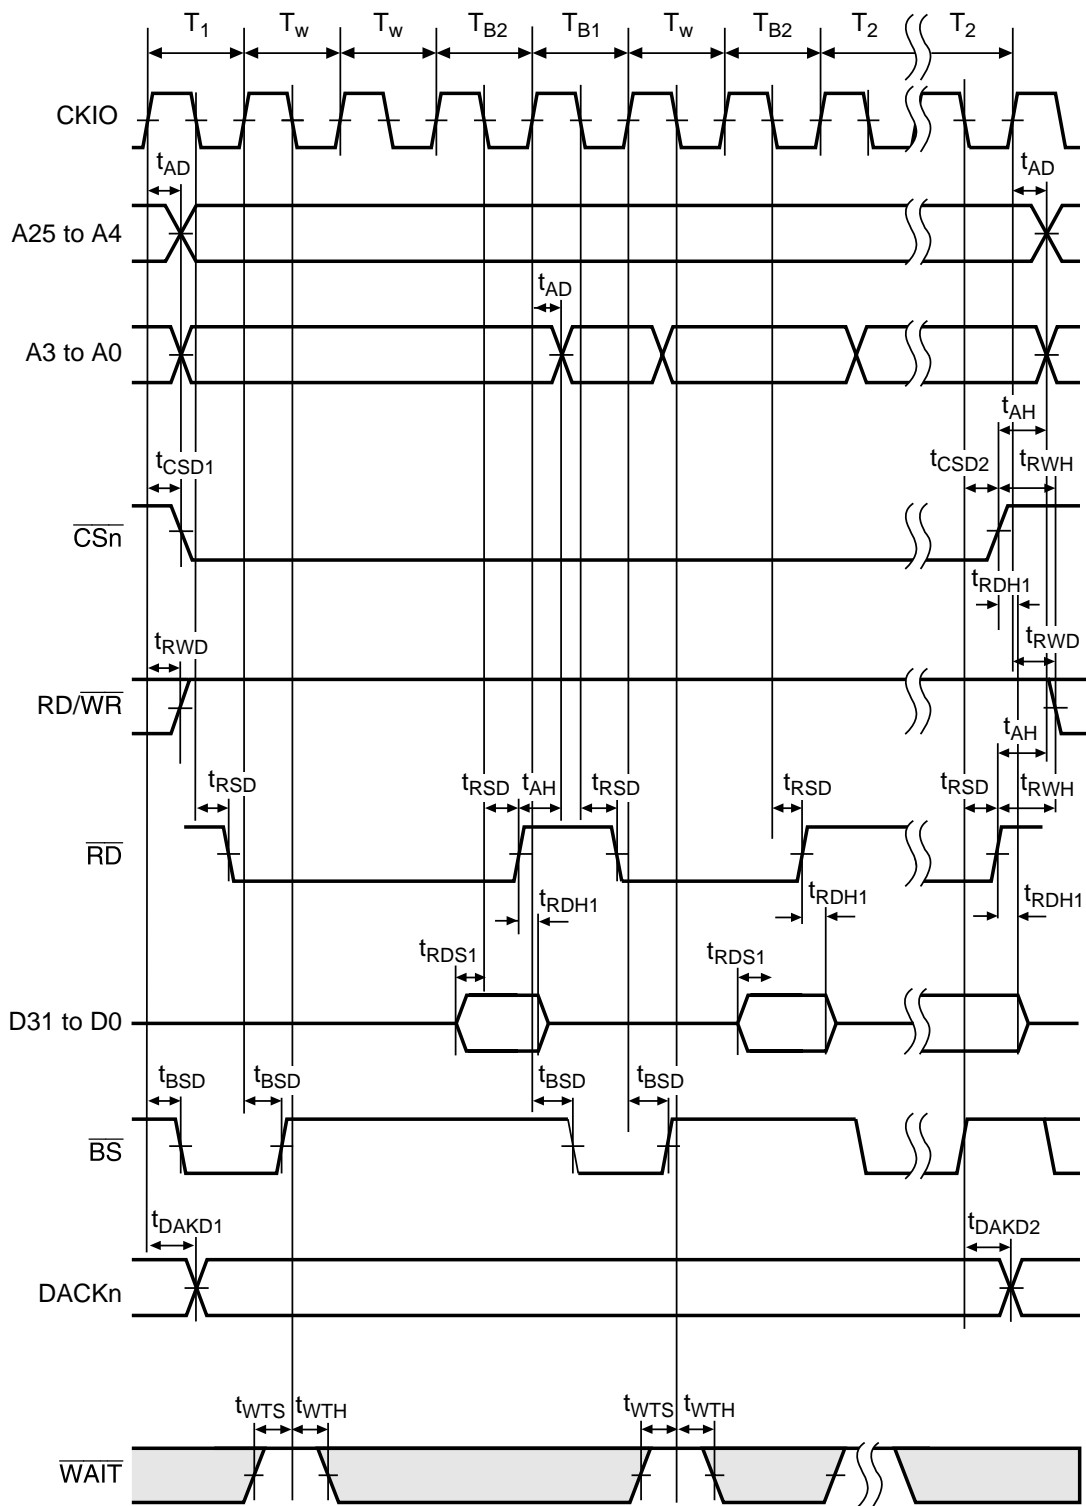 T1 Tw Tw TB2 TB1 Tw TB2 T2 T2
CKIO
tAD tAD
A25 to A4
tAD
A3 to A0
tAH
tCSD1 tCSD2 tRWH
CSn
tRDH1
tRWD tRWD
RD/WR
tAH
tRSD tRSD tAH tRSD tRSD tRSD tRWH
RD
tRDH1 tRDH1 tRDH1
tRDS1 tRDS1
D31 to D0
tBSD tBSD tBSD tBSD
BS
tDAKD1 tDAKD2
DACKn
tWTS tWTH tWTS tWTH
WAIT